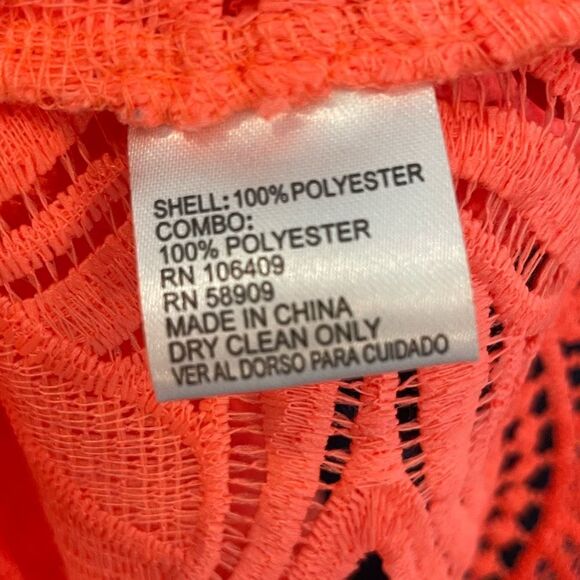 SHELL: 100% POLYESTER
COMBO:
100% POLYESTER
RN 106409
RN 58909
MADE IN CHINA
DRY CLEAN ONLY
VER AL DORSO PARA CUIDADO